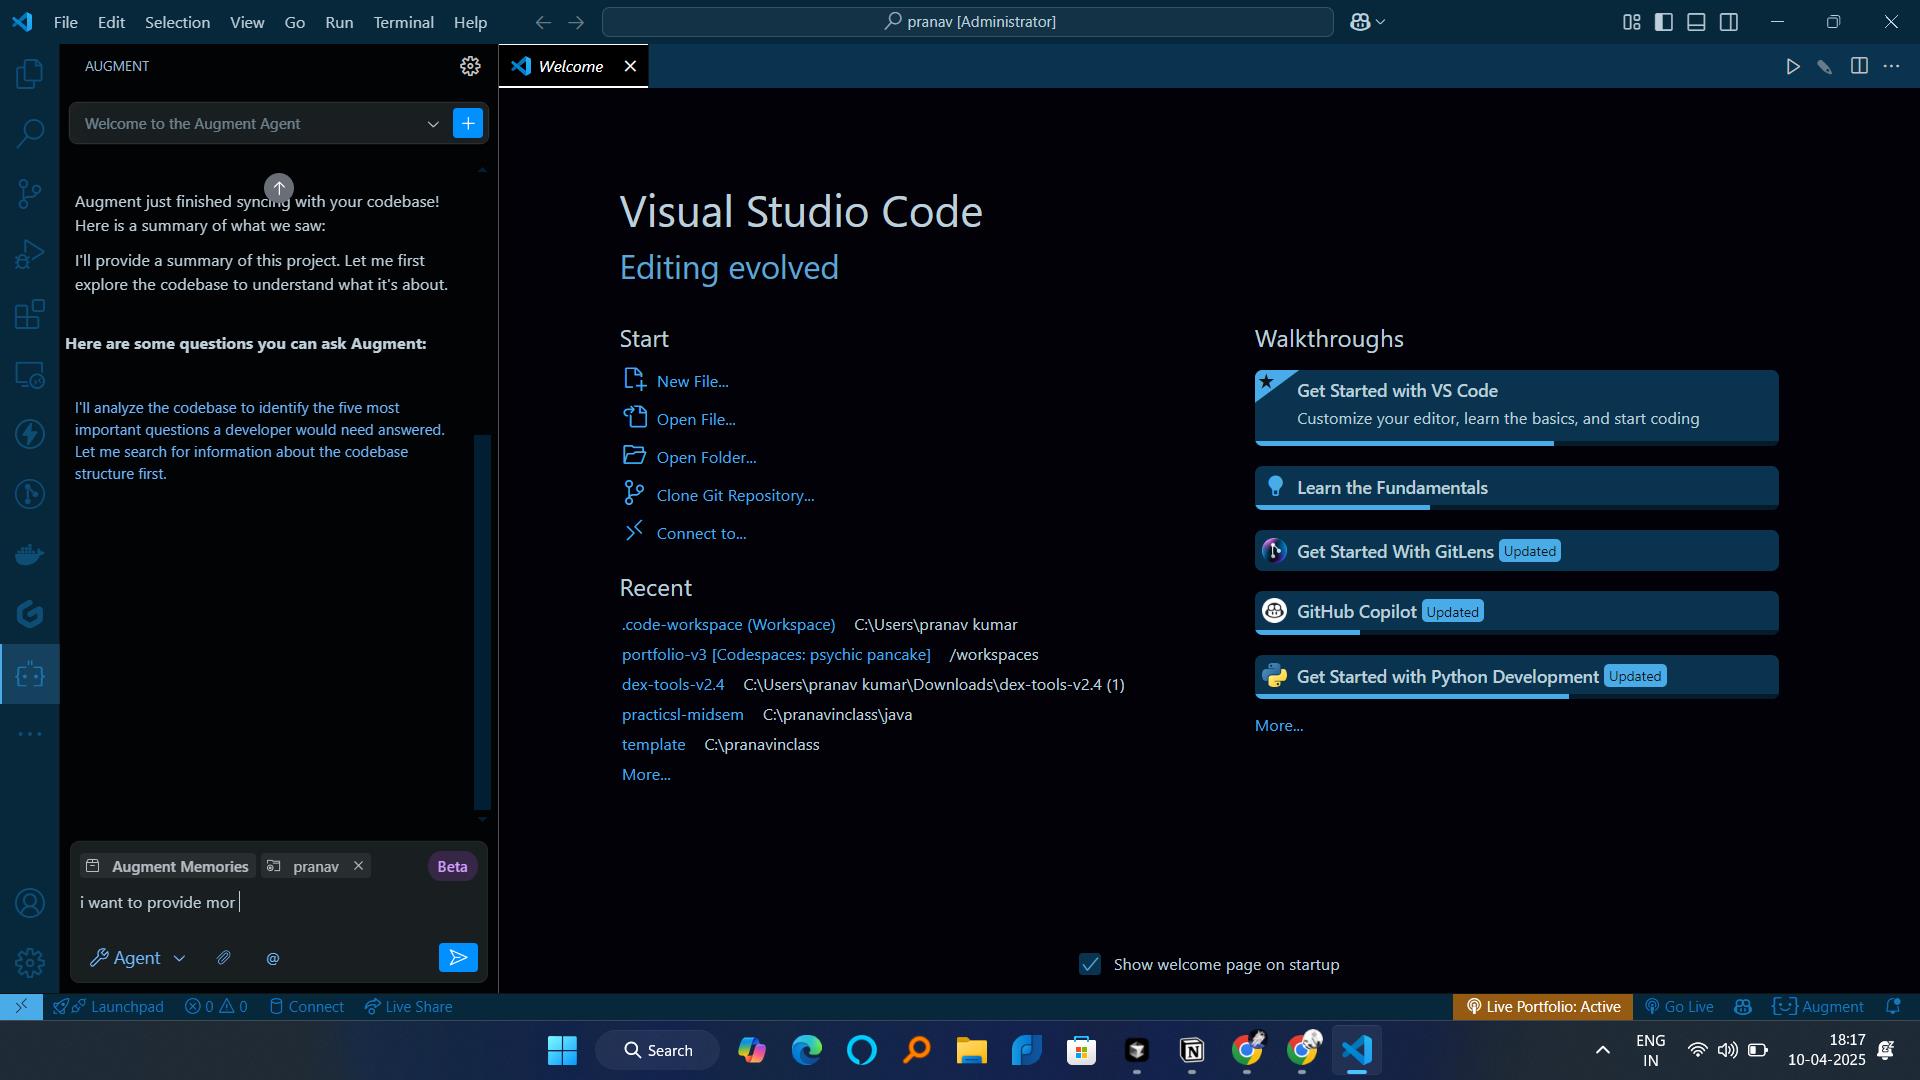 File Edit Selection View Go Run Terminal Help
pranav [Administrator]
AUGMENT
Welcome to the Augment Agent
Augment just finished syncing with your codebase!
Here is a summary of what we saw:
I'll provide a summary of this project. Let me first
explore the codebase to understand what it's about.
Here are some questions you can ask Augment:
I'll analyze the codebase to identify the five most
important questions a developer would need answered.
Let me search for information about the codebase
structure first.
Augment Memories
pranav
Beta
i want to provide mor
Agent
@
Welcome
Visual Studio Code
Editing evolved
Start
New File...
Open File...
Open Folder...
Clone Git Repository...
Connect to...
Recent
.code-workspace (Workspace) C:\Users\pranav kumar
portfolio-v3 [Codespaces: psychic pancake] /workspaces
dex-tools-v2.4 C:\Users\pranav kumar\Downloads\dex-tools-v2.4 (1)
practicsl-midsem C:\pranavinclass\java
template C:\pranavinclass
More...
Walkthroughs
Get Started with VS Code
Customize your editor, learn the basics, and start coding
Learn the Fundamentals
Get Started With GitLens Updated
GitHub Copilot Updated
Get Started with Python Development Updated
More...
Show welcome page on startup
Launchpad 0 0 Connect Live Share
Live Portfolio: Active Go Live Augment
Search
ENG
IN
18:17
10-04-2025